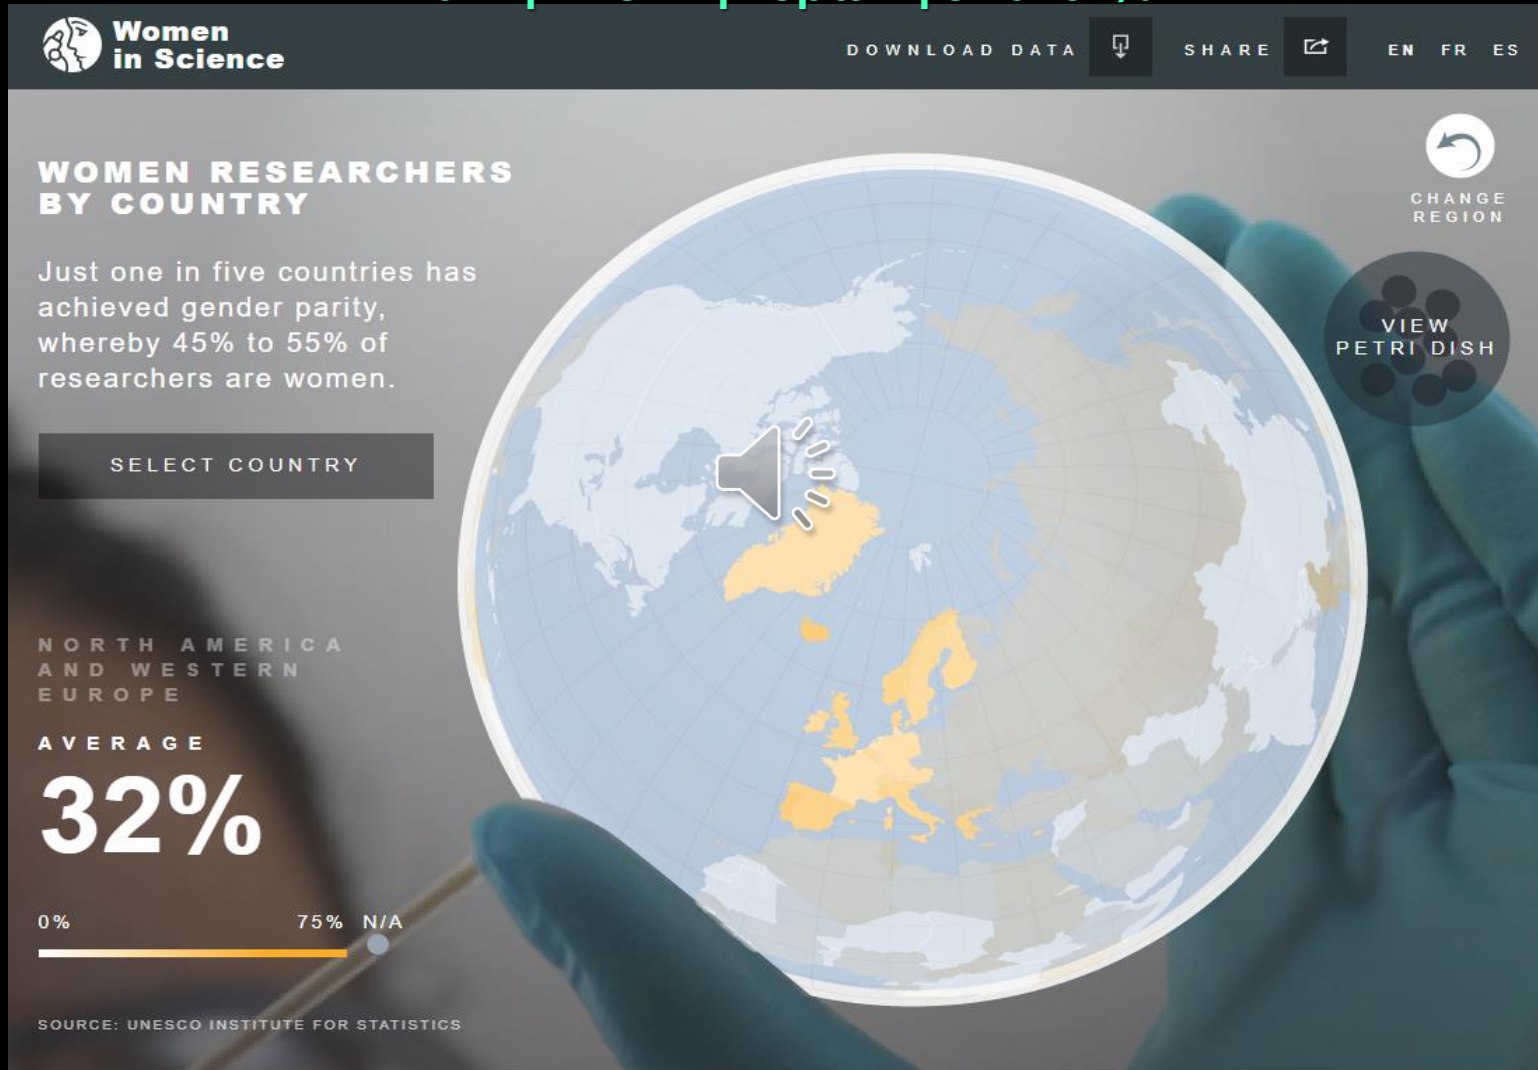 Women
in Science
DOWNLOAD DATA
SHARE
EN FR ES
WOMEN RESEARCHERS
BY COUNTRY
Just one in five countries has
achieved gender parity,
whereby 45% to 55% of
researchers are women.
SELECT COUNTRY
CHANGE
REGION
VIEW
PETRI DISH
NORTH AMERICA
AND WESTERN
EUROPE
AVERAGE
32%
0% 75% N/A
SOURCE: UNESCO INSTITUTE FOR STATISTICS